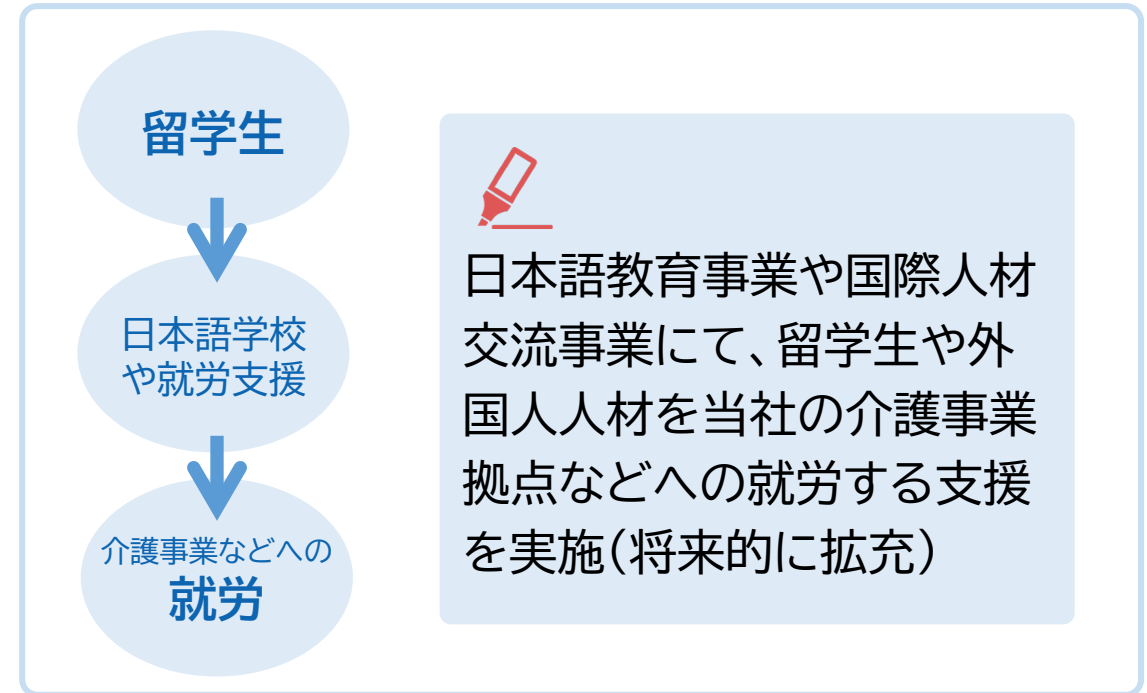 留学生
日本語学校
や就労支援
介護事業などへの
就労
日本語教育事業や国際人材
交流事業にて、留学生や外
国人人材を当社の介護事業
拠点などへの就労する支援
を実施(将来的に拡充)